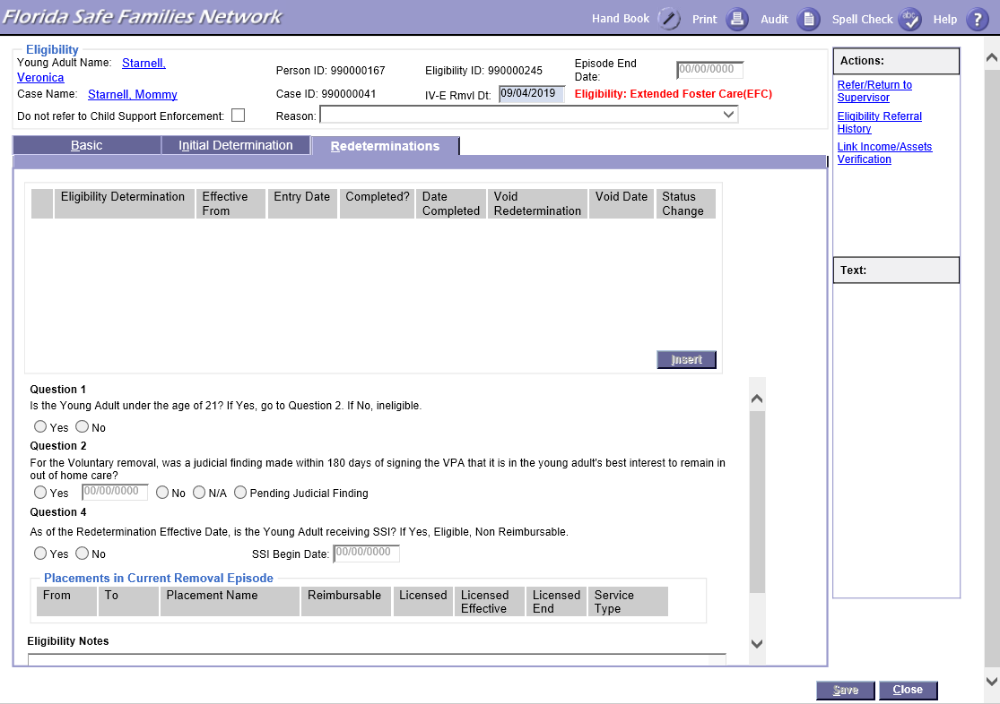 Florida Safe Families Network
Hand Book Print Audit abc Spell Check Help ?
Eligibility
Young Adult Name: Starnell, Veronica
Person ID: 990000167 Eligibility ID: 990000245 Episode End Date: 00/00/0000
Case Name: Starnell, Mommy Case ID: 990000041 IV-E Rmvl Dt: 09/04/2019 Eligibility: Extended Foster Care(EFC)
Do not refer to Child Support Enforcement: Reason:
Actions:
Refer/Return to
Supervisor
Eligibility Referral
History
Link Income/Assets
Verification
Text:
Basic Initial Determination Redeterminations
Eligibility Determination Effective From Entry Date Completed? Date Completed Void Redetermination Void Date Status Change
Insert
Question 1
Is the Young Adult under the age of 21? If Yes, go to Question 2. If No, ineligible.
Yes No
Question 2
For the Voluntary removal, was a judicial finding made within 180 days of signing the VPA that it is in the young adult's best interest to remain in
out of home care?
Yes 00/00/0000 No N/A Pending Judicial Finding
Question 4
As of the Redetermination Effective Date, is the Young Adult receiving SSI? If Yes, Eligible, Non Reimbursable.
Yes No SSI Begin Date: 00/00/0000
Placements in Current Removal Episode
From To Placement Name Reimbursable Licensed Licensed Effective Licensed End Service Type
Eligibility Notes
Save Close